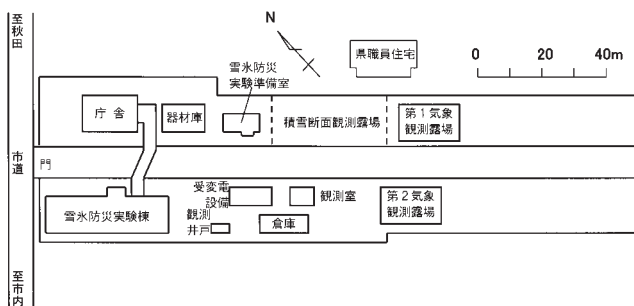 至秋田
N
県職員住宅
0 20 40m
雪氷防災
実験準備室
庁舎
器材庫
積雪断面観測露場
第1気象
観測露場
市道
門
受変電
設備
観測室
第2気象
観測露場
雪氷防災実験棟
観測
井戸
倉庫
至市内